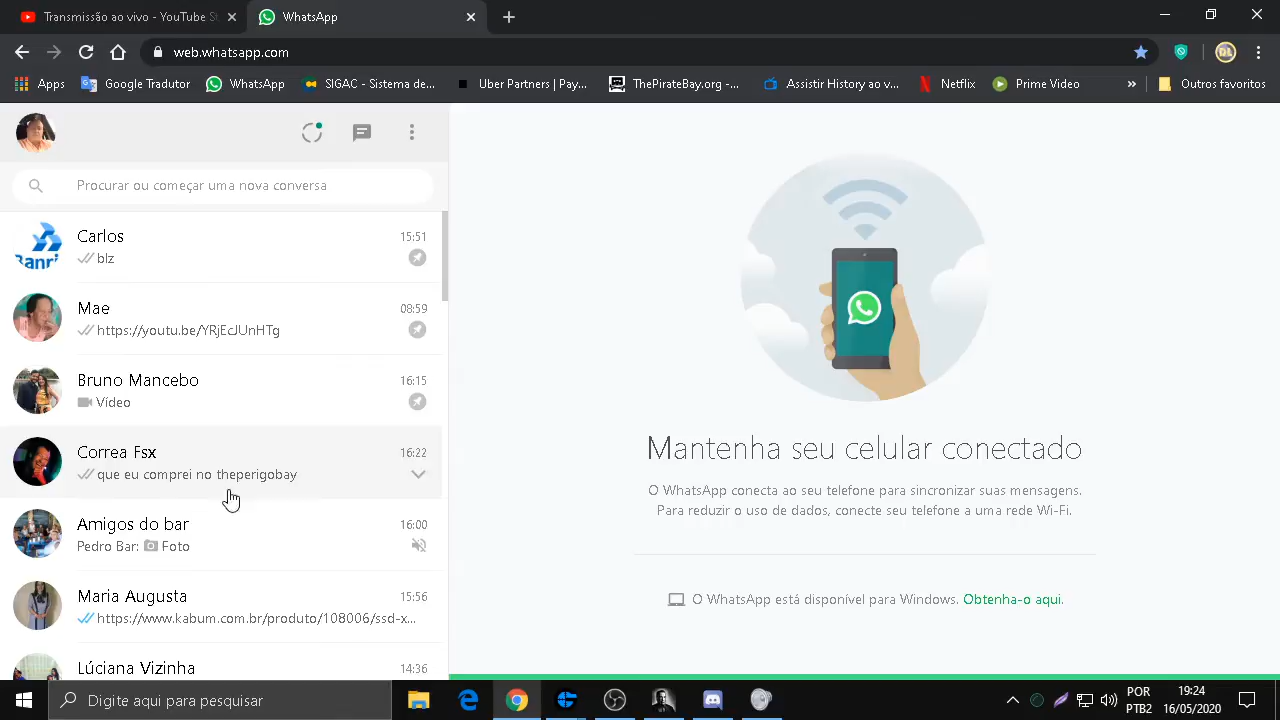 Transmissão ao vivo - YouTube St
WhatsApp
web.whatsapp.com
DL
Apps
Google Tradutor
WhatsApp
SIGAC - Sistema de...
Uber Partners | Pay...
ThePirateBay.org -...
Assistir History ao v...
Netflix
Prime Video
»
Outros favoritos
Procurar ou começar uma nova conversa
Carlos
15:51
blz
Banri
Mae
08:59
https://youtu.be/YRjEcJUnHTg
Bruno Mancebo
16:15
Vídeo
Correa Fsx
16:22
que eu comprei no theperigobay
Amigos do bar
16:00
Pedro Bar: Foto
Maria Augusta
15:56
https://www.kabum.com.br/produto/108006/ssd-x...
Lúciana Vizinha
14:36
Mantenha seu celular conectado
O WhatsApp conecta ao seu telefone para sincronizar suas mensagens.
Para reduzir o uso de dados, conecte seu telefone a uma rede Wi-Fi.
O WhatsApp está disponível para Windows. Obtenha-o aqui.
Digite aqui para pesquisar
POR
PTB2
19:24
16/05/2020